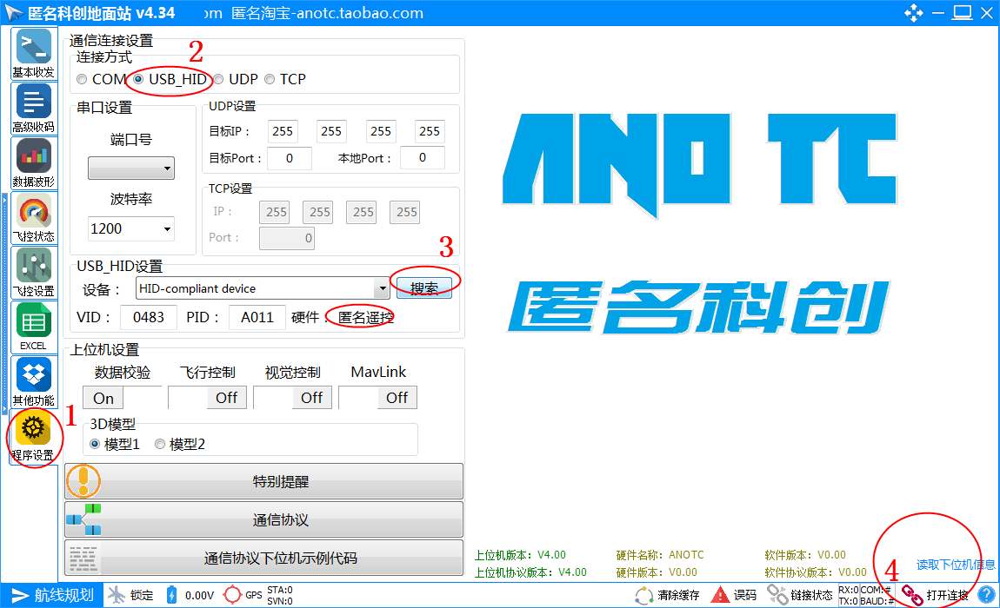 匿名科创地面站 v4.34 om 匿名淘宝-anotc.taobao.com
基本收发
高级收码
数据波形
飞控状态
飞控设置
EXCEL
其他功能
程序设置
1
通信连接设置
连接方式
2
COM USB_HID UDP TCP
串口设置
端口号
波特率
1200
UDP设置
目标IP： 255 255 255 255
目标Port： 0 本地Port： 0
TCP设置
IP： 255 255 255 255
Port： 0
3
USB_HID设置
设备： HID-compliant device 搜索
VID： 0483 PID： A011 硬件： 匿名遥控
上位机设置
数据校验 飞行控制 视觉控制 MavLink
On Off Off Off
3D模型
模型1 模型2
特别提醒
通信协议
通信协议下位机示例代码
ANO TC
匿名科创
上位机版本：V4.00 硬件名称：ANOTC 软件版本：V0.00
上位机协议版本：V4.00 硬件版本：V0.00 软件协议版本：V0.00
读取下位机信息
4
航线规划 锁定 0.00V GPS STA:0 SVN:0 清除缓存 误码 链接状态 RX:0 COM:# TX:0 BAUD:# 打开连接 ?